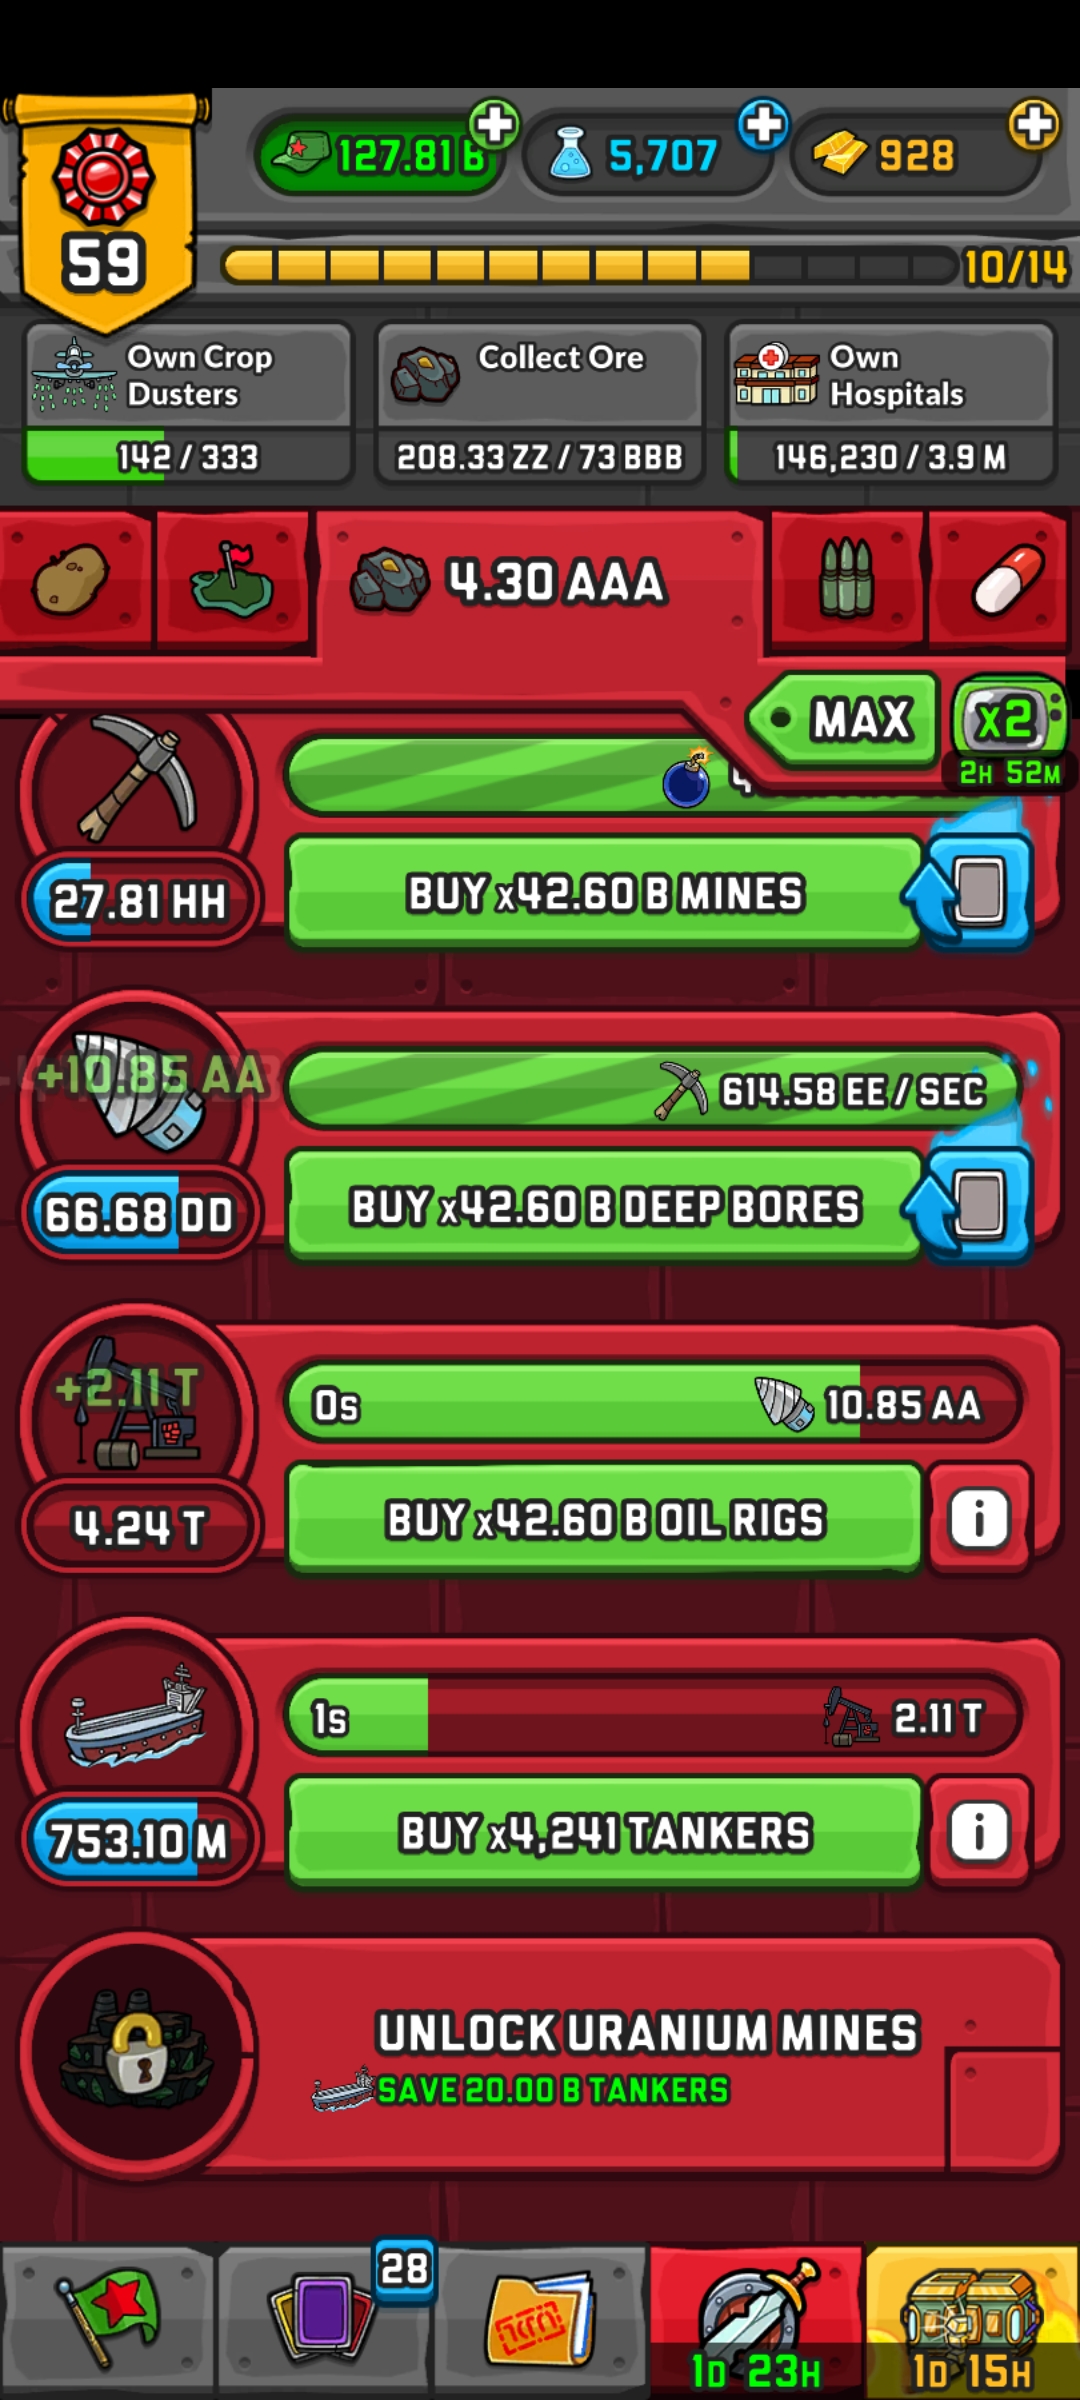 127.81 B
5,707
928
59
10/14
Own Crop
Dusters
142 / 333
Collect Ore
208.33 ZZ / 73 BBB
Own
Hospitals
146,230 / 3.9 M
4.30 AAA
MAX
x2
2H 52M
27.81 HH
BUY x42.60 B MINES
+10.85 AA
614.58 EE / SEC
66.68 DD
BUY x42.60 B DEEP BORES
+2.11 T
0s
10.85 AA
4.24 T
BUY x42.60 B OIL RIGS
i
1s
2.11 T
753.10 M
BUY x4,241 TANKERS
i
UNLOCK URANIUM MINES
SAVE 20.00 B TANKERS
28
1D 23H
1D 15H